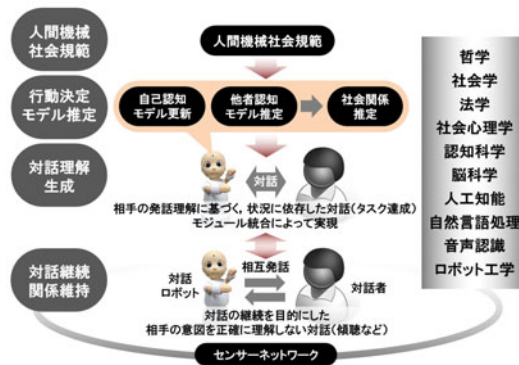 人間機械
社会規範
行動決定
モデル推定
対話理解
生成
対話継続
関係維持
人間機械社会規範
自己認知
モデル更新
他者認知
モデル推定
社会関係
推定
対話
相手の発話理解に基づく,状況に依存した対話(タスク達成)
モジュール統合によって実現
相互発話
対話
ロボット
対話者
対話の継続を目的にした
相手の意図を正確に理解しない対話(傾聴など)
センサーネットワーク
哲学
社会学
法学
社会心理学
認知科学
脳科学
人工知能
自然言語処理
音声認識
ロボット工学